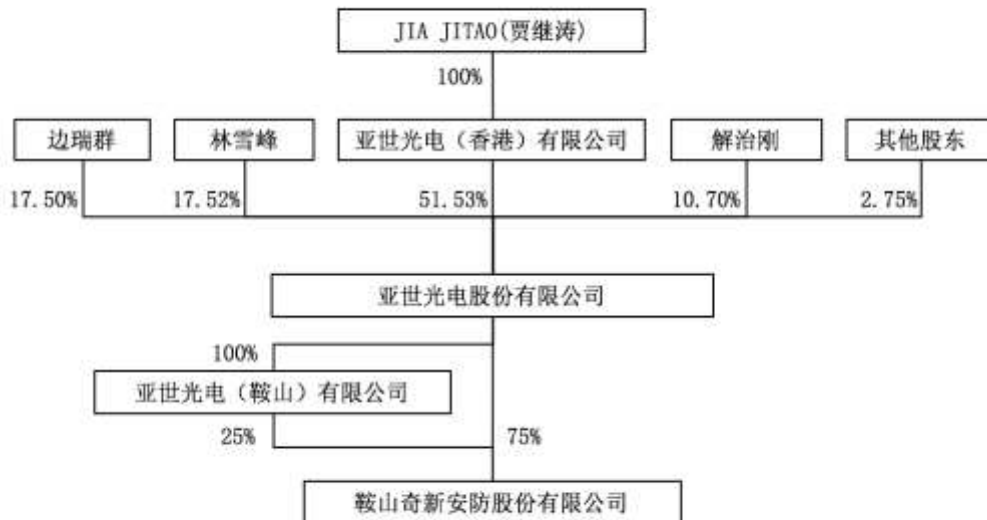 JIA JITAO(贾继涛)
100%
边瑞群
林雪峰
亚世光电（香港）有限公司
解治刚
其他股东
17.50%
17.52%
51.53%
10.70%
2.75%
亚世光电股份有限公司
100%
亚世光电（鞍山）有限公司
25%
75%
鞍山奇新安防股份有限公司